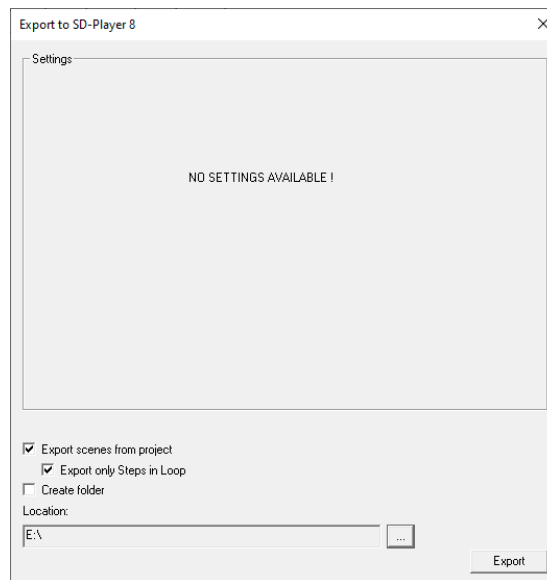 Export to SD-Player 8
Settings
NO SETTINGS AVAILABLE !
Export scenes from project
Export only Steps in Loop
Create folder
Location:
E:\
...
Export